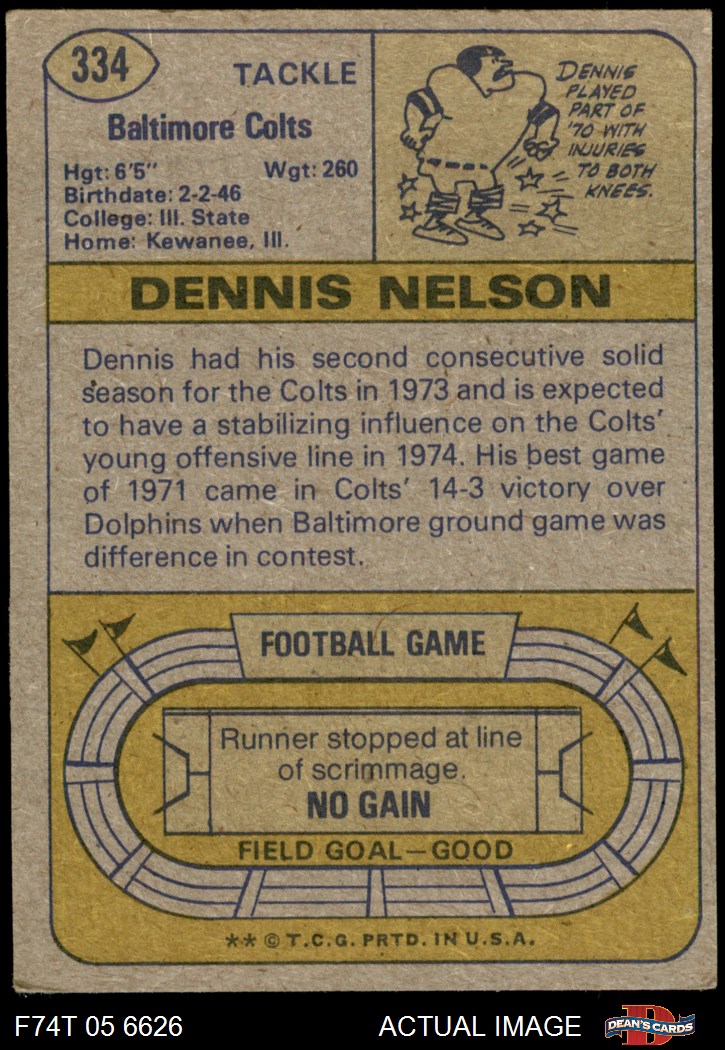 334
TACKLE
Baltimore Colts
Hgt: 6'5" Wgt: 260
Birthdate: 2-2-46
College: Ill. State
Home: Kewanee, Ill.
DENNIS
PLAYED
PART OF
'70 WITH
INJURIES
TO BOTH
KNEES.
DENNIS NELSON
Dennis had his second consecutive solid
season for the Colts in 1973 and is expected
to have a stabilizing influence on the Colts'
young offensive line in 1974. His best game
of 1971 came in Colts' 14-3 victory over
Dolphins when Baltimore ground game was
difference in contest.
FOOTBALL GAME
Runner stopped at line
of scrimmage.
NO GAIN
FIELD GOAL—GOOD
** © T.C.G. PRTD. IN U.S.A.
F74T 05 6626 ACTUAL IMAGE
D
DEAN'S CARDS